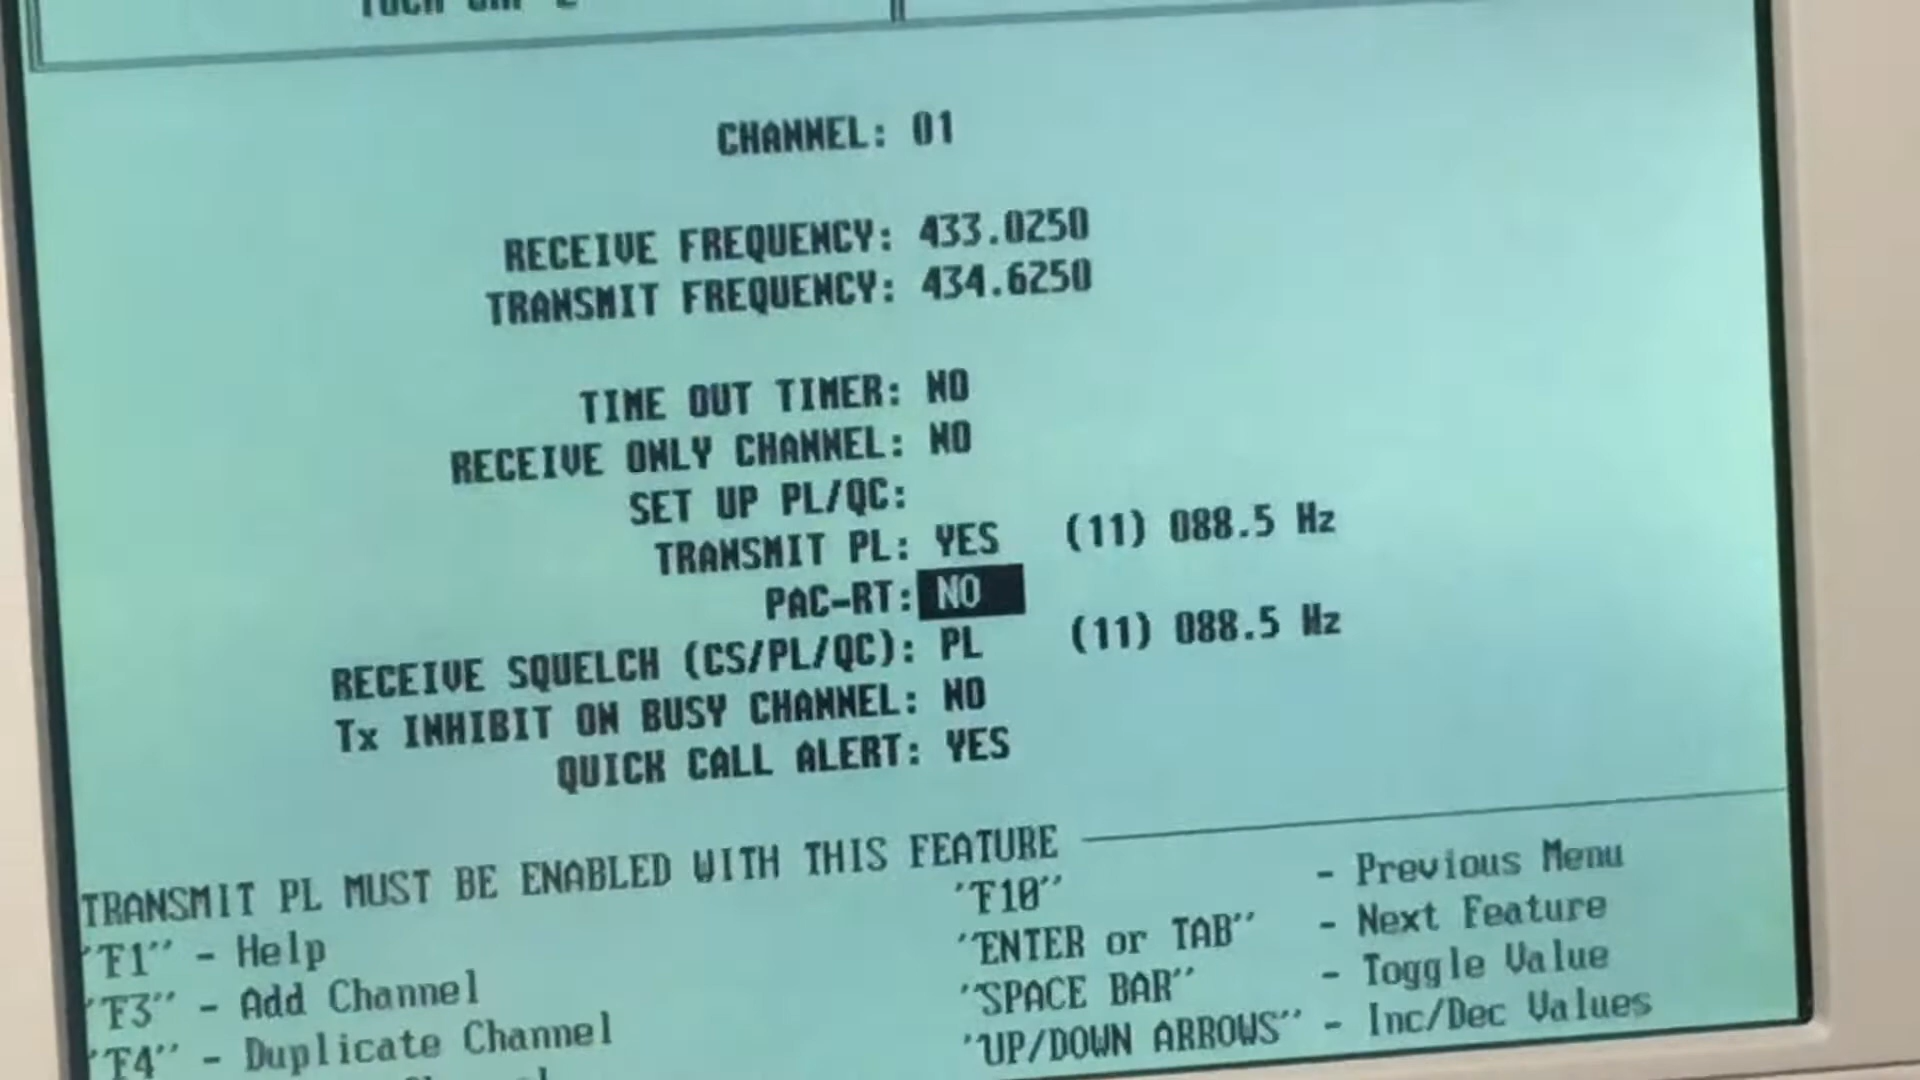 CHANNEL: 01
RECEIVE FREQUENCY: 433.0250
TRANSMIT FREQUENCY: 434.6250
TIME OUT TIMER: NO
RECEIVE ONLY CHANNEL: NO
SET UP PL/QC:
TRANSMIT PL: YES (11) 088.5 Hz
PAC-RT: NO
RECEIVE SQUELCH (CS/PL/QC): PL (11) 088.5 Hz
Tx INHIBIT ON BUSY CHANNEL: NO
QUICK CALL ALERT: YES
TRANSMIT PL MUST BE ENABLED WITH THIS FEATURE
"F1" - Help "F10" - Previous Menu
"F3" - Add Channel "ENTER or TAB" - Next Feature
"F4" - Duplicate Channel "SPACE BAR" - Toggle Value
"UP/DOWN ARROWS" - Inc/Dec Values